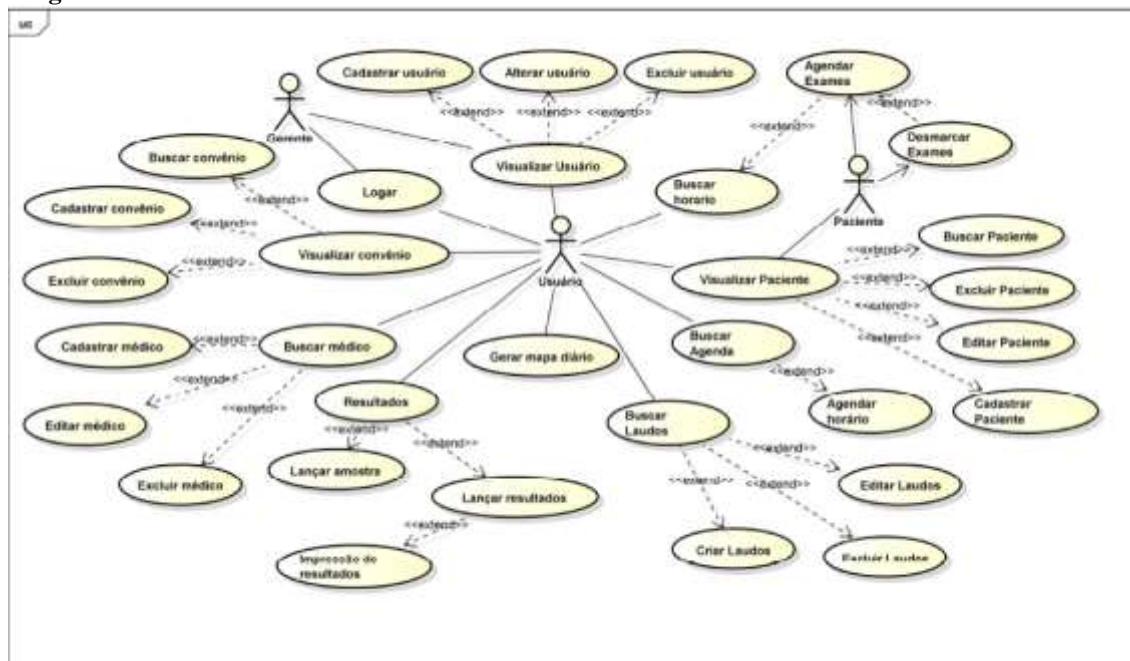 uc
Cadastrar usuário
Alterar usuário
Excluir usuário
Agendar
Exames
<<extend>>
<<extend>>
<<extend>>
<<extend>>
<<extend>>
Gerente
Desmarcar
Exames
Buscar convênio
Visualizar Usuário
Logar
Buscar
horario
Paciente
Cadastrar convênio
<<extend>>
<<extend>>
Buscar Paciente
<<extend>>
Visualizar convênio
Usuário
Visualizar Paciente
Excluir convênio
<<extend>>
<<extend>>
Excluir Paciente
<<extend>>
Cadastrar médico
<<extend>>
Buscar médico
Gerar mapa diário
Buscar
Agenda
Editar Paciente
<<extend>>
<<extend>>
<<extend>>
<<extend>>
Resultados
Buscar
Laudos
Agendar
horário
Cadastrar
Paciente
Editar médico
<<extend>>
<<extend>>
<<extend>>
Excluir médico
Lançar amostra
Lançar resultados
<<extend>>
<<extend>>
Editar Laudos
<<extend>>
Impressão de
resultados
Criar Laudos
Excluir Laudos